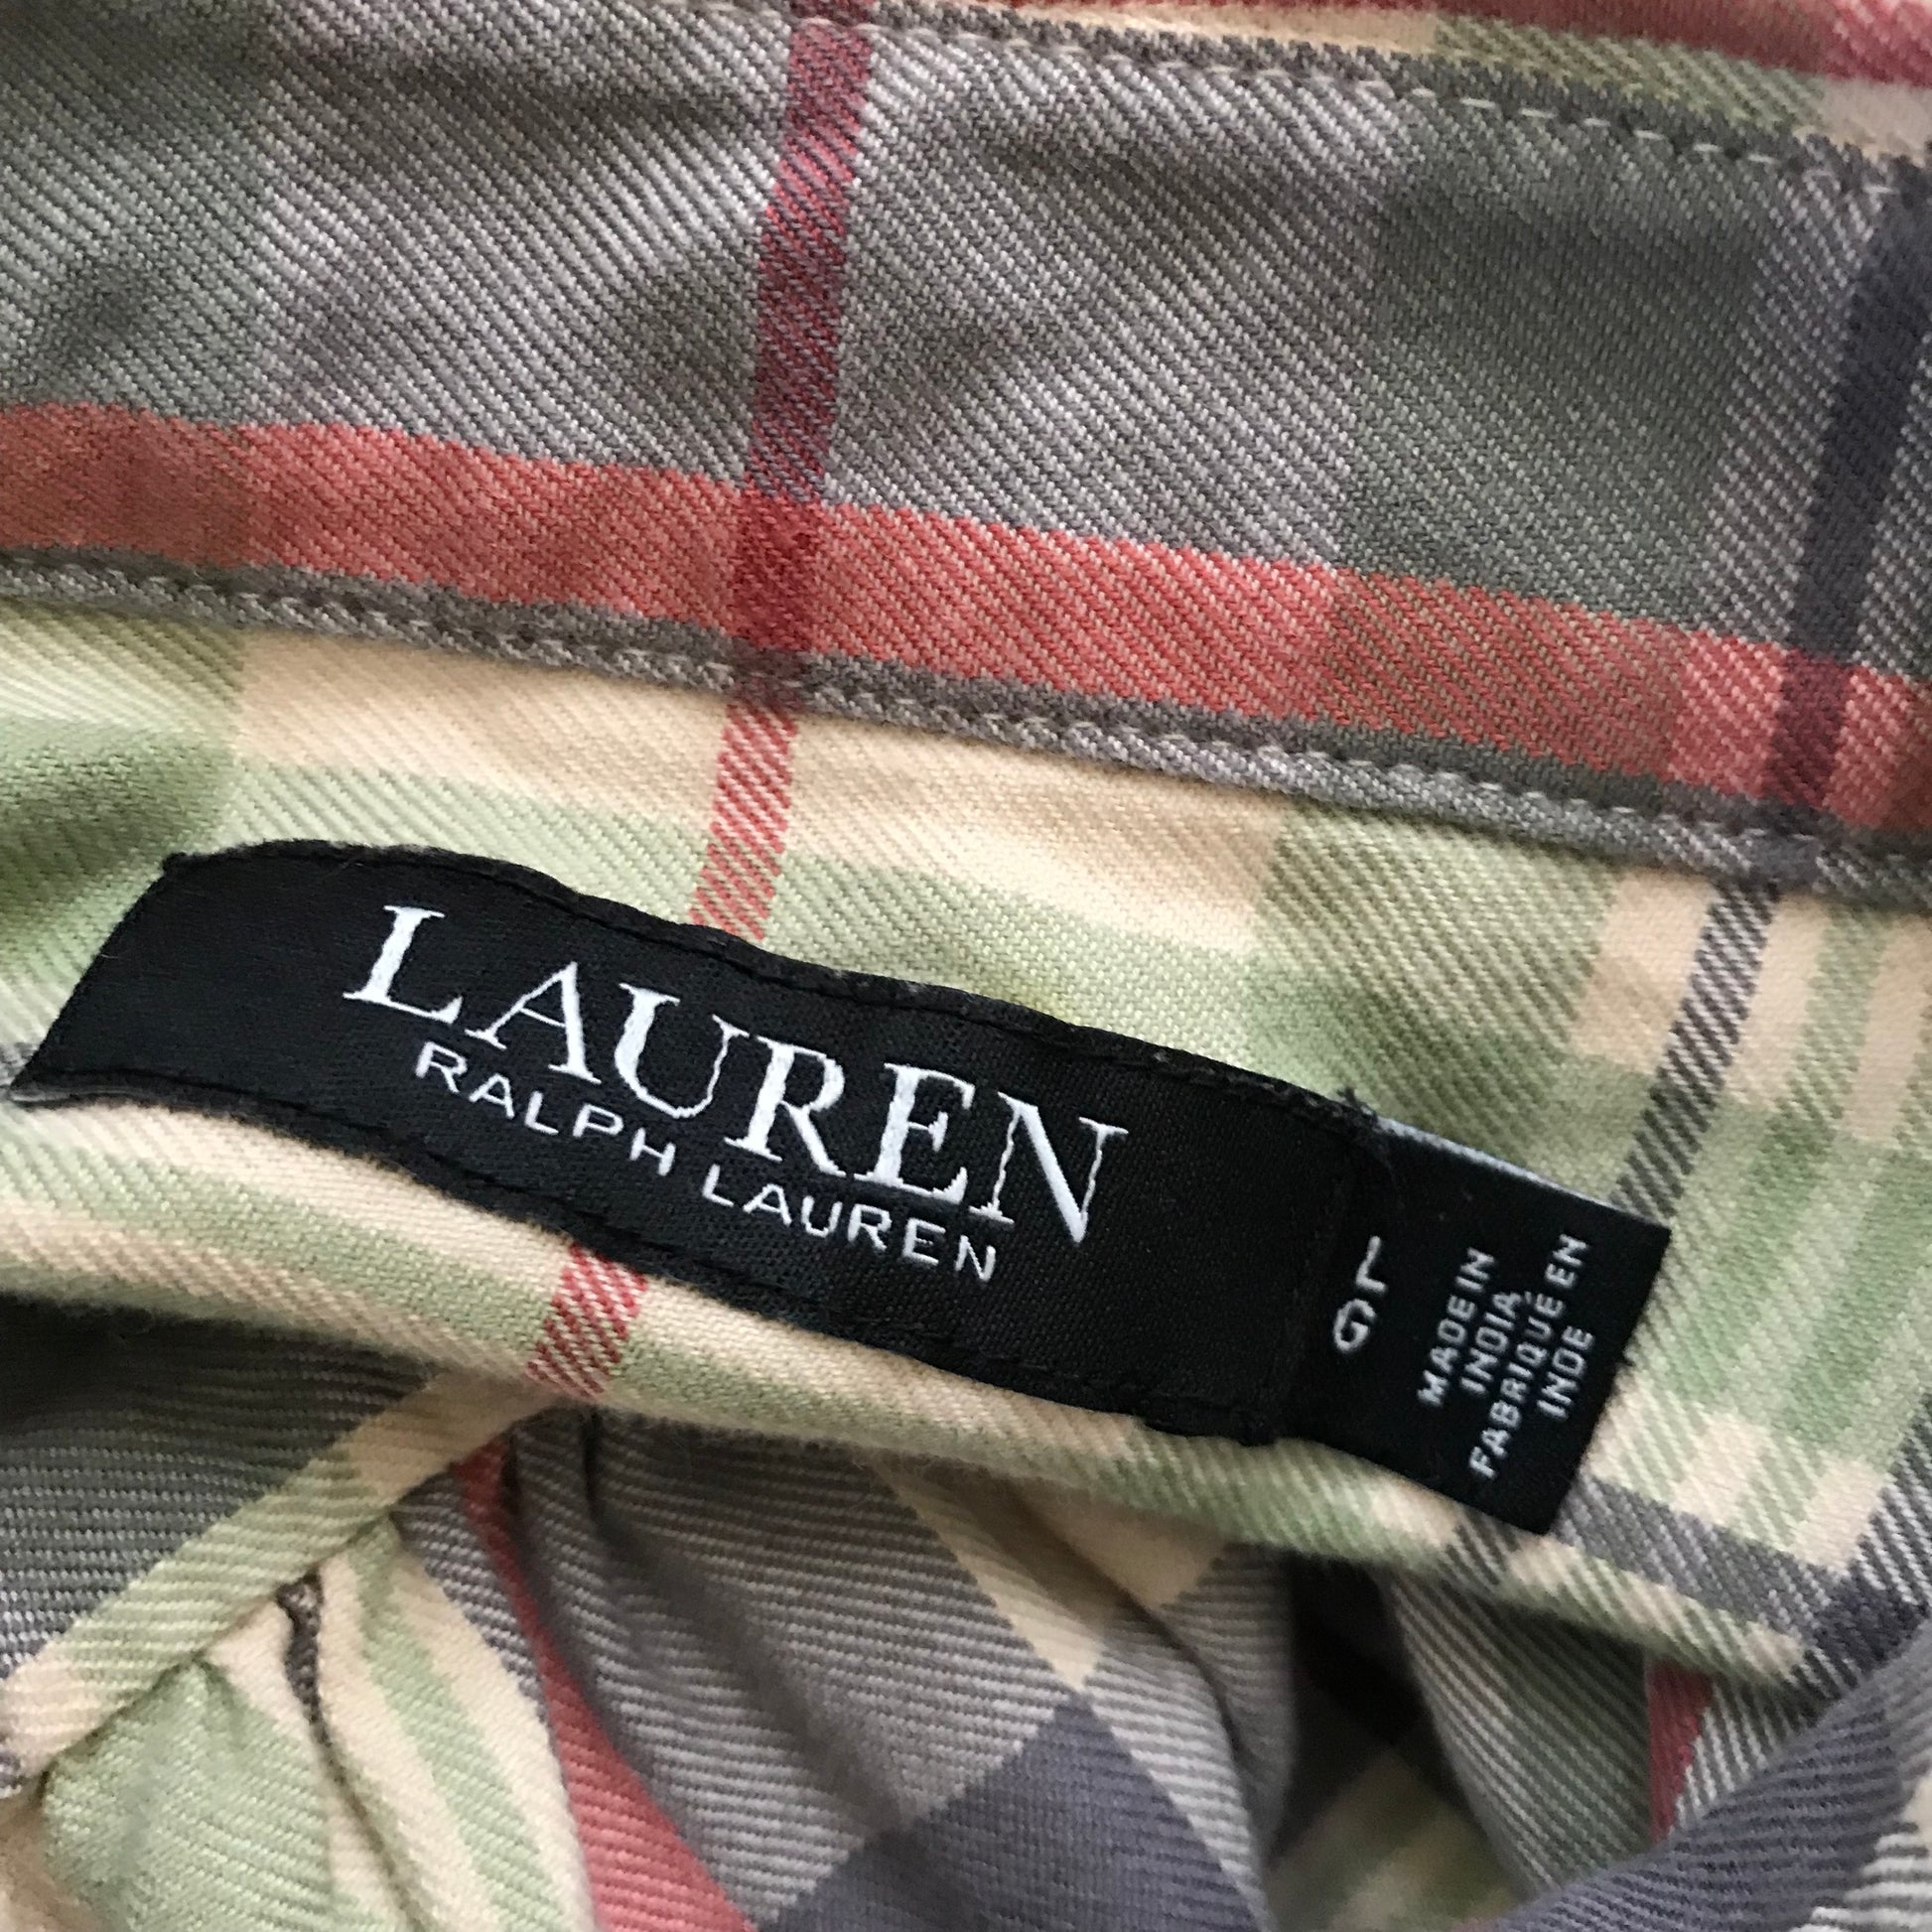 LAUREN
RALPH LAUREN
L
G
MADE IN
INDIA
FABRIQUÉ EN
INDE